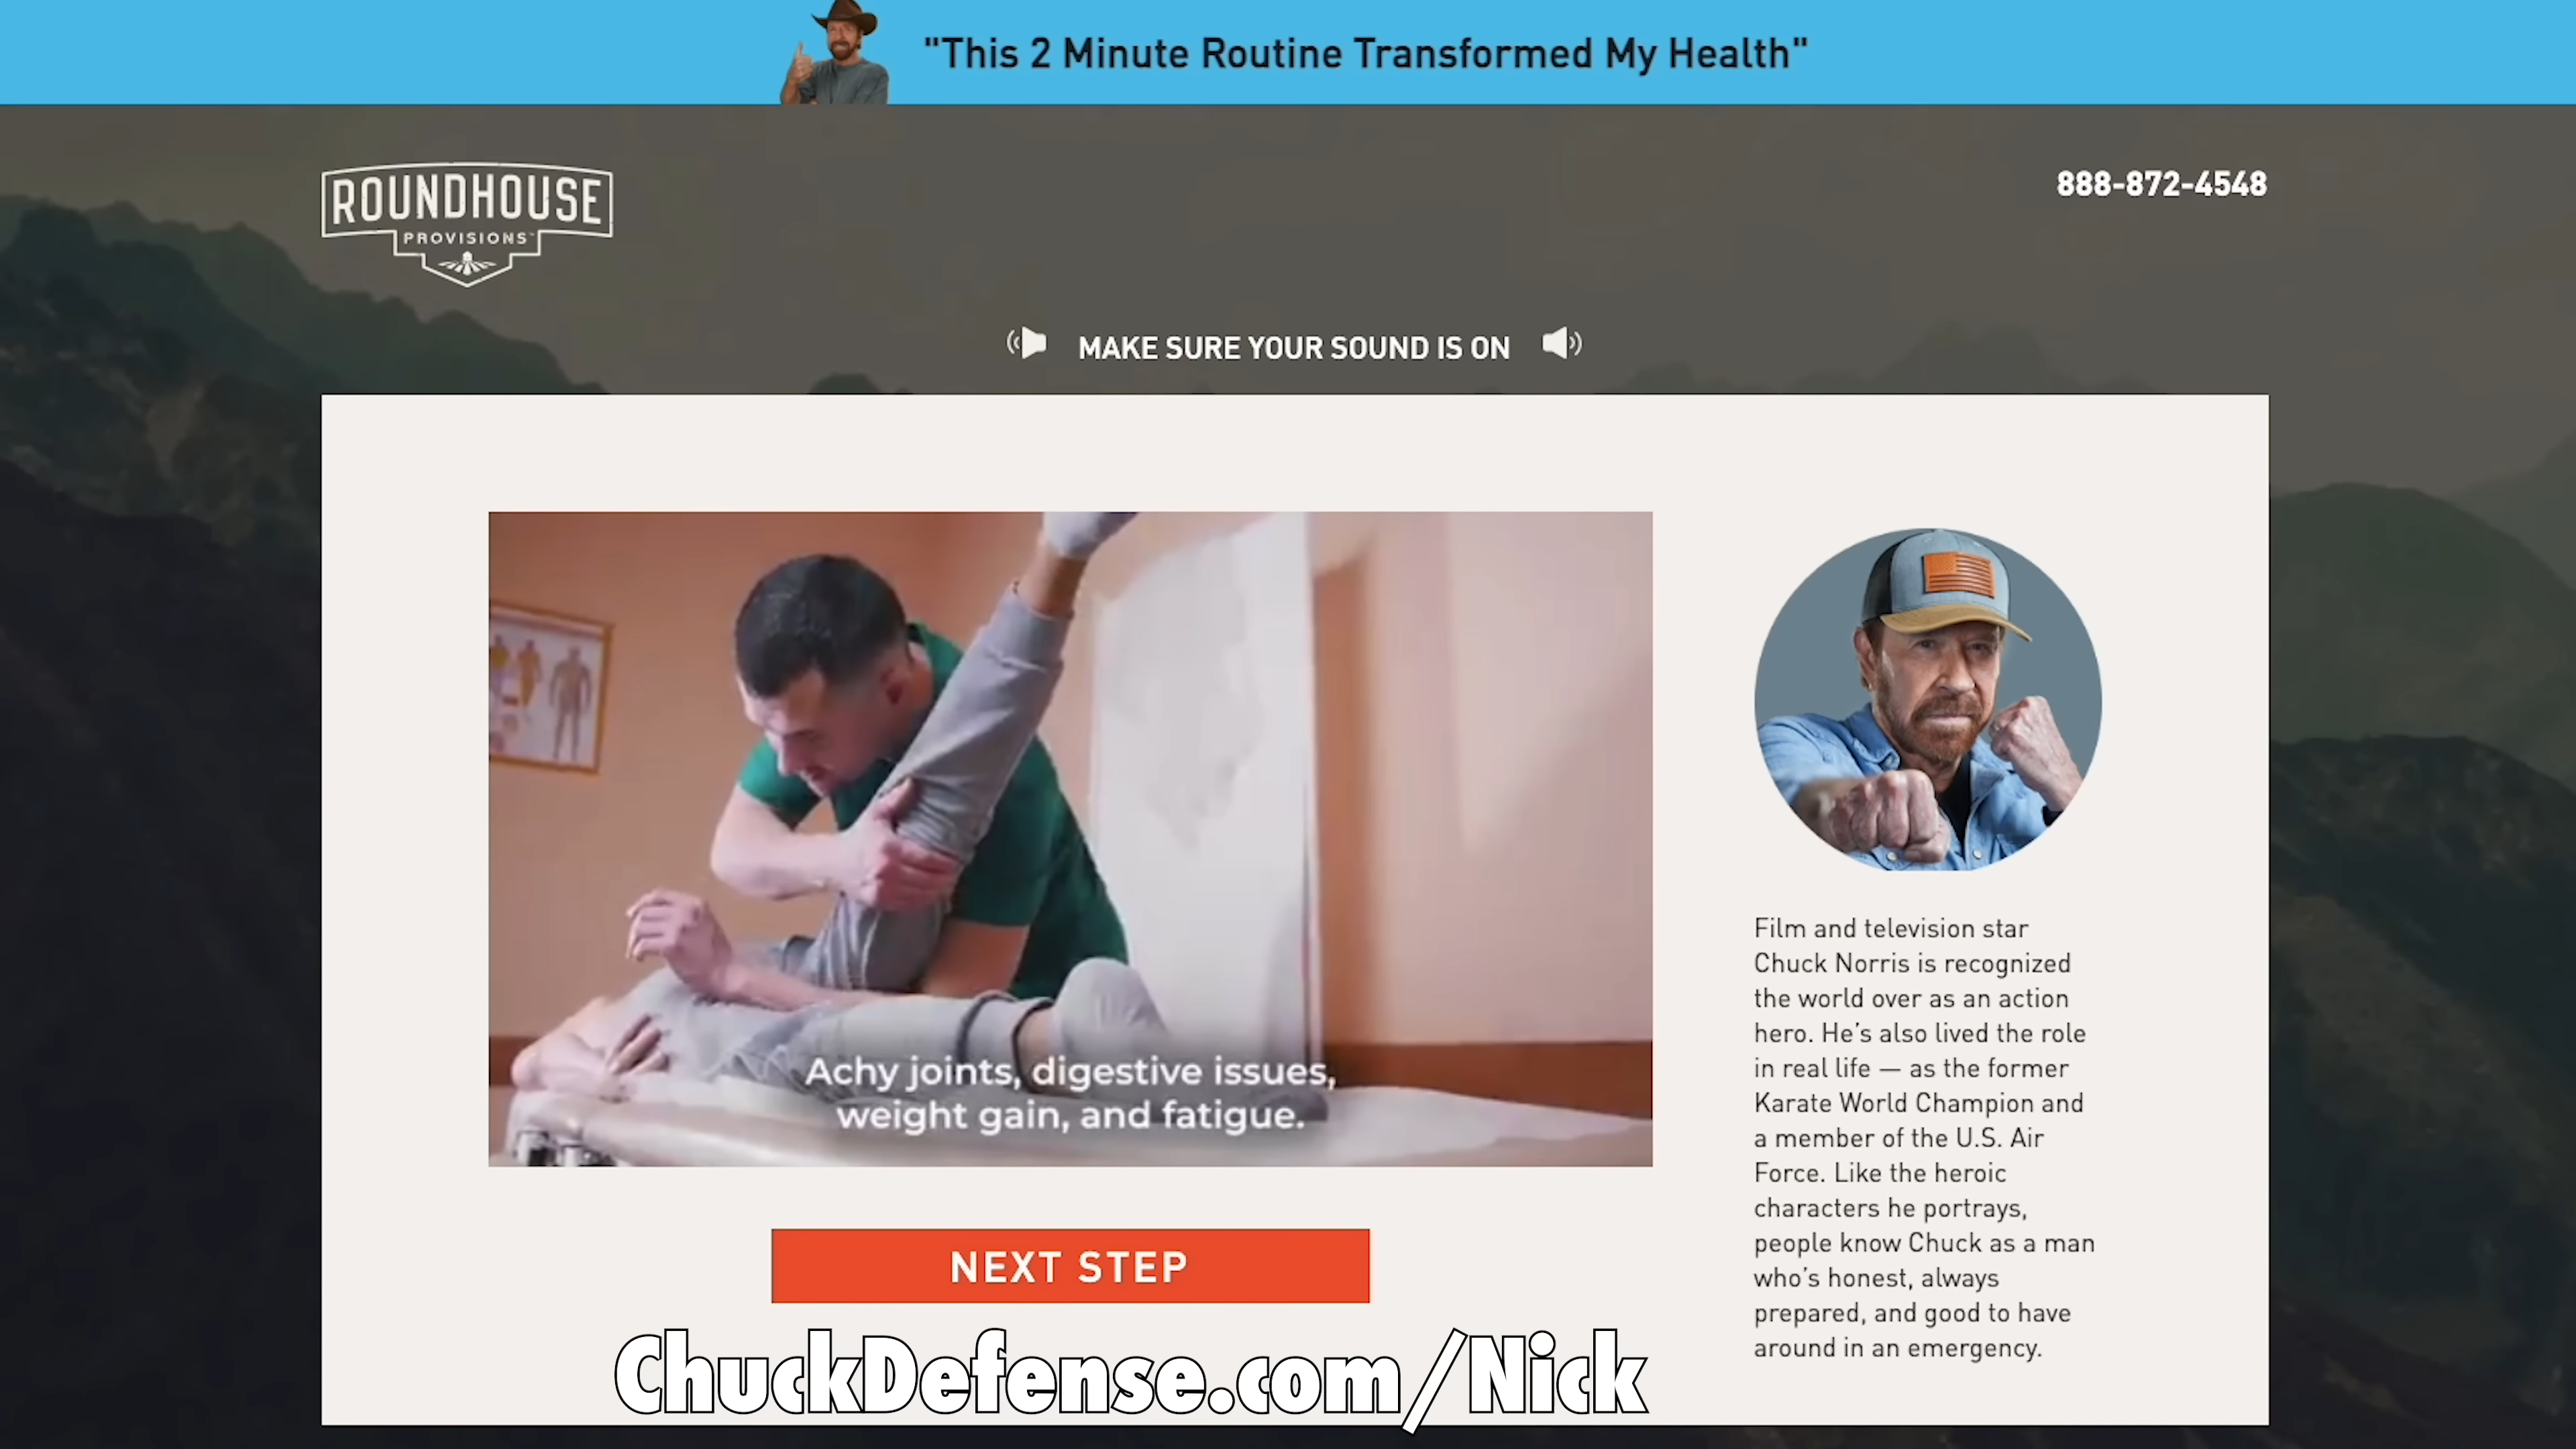 "This 2 Minute Routine Transformed My Health"
ROUNDHOUSE
PROVISIONS™
888-872-4548
MAKE SURE YOUR SOUND IS ON
Achy joints, digestive issues,
weight gain, and fatigue.
NEXT STEP
ChuckDefense.com/Nick
Film and television star
Chuck Norris is recognized
the world over as an action
hero. He's also lived the role
in real life — as the former
Karate World Champion and
a member of the U.S. Air
Force. Like the heroic
characters he portrays,
people know Chuck as a man
who's honest, always
prepared, and good to have
around in an emergency.